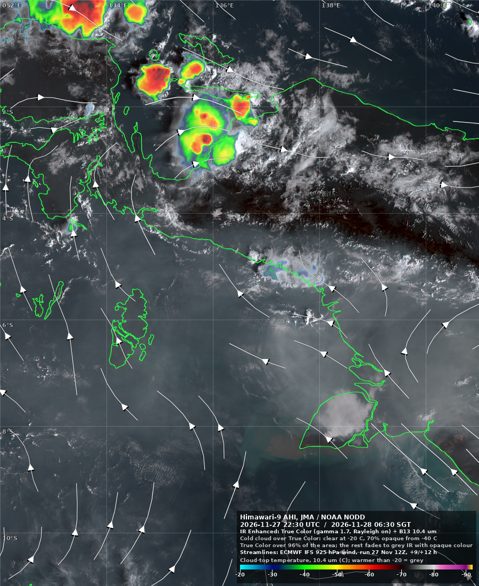 136°E
138°E
6°S
8°S
10°S
Himawari-9 AHI, JMA / NOAA NODD
2026-11-27 22:30 UTC / 2026-11-28 06:30 SGT
IR Enhanced: True Color (gamma 1.7, Rayleigh on) + B13 10.4 um
Cold cloud over True Color: clear at -20 C, 70% opaque from -40 C
True Color over 96% of the area; the rest fades to grey IR with opaque colour
Streamlines: ECMWF IFS 925 hPa wind, run 27 Nov 12Z, +9/+12 h
Cloud-top temperature, 10.4 um (C); warmer than -20 = grey
-30 -40 -50 -60 -70 -80 -90